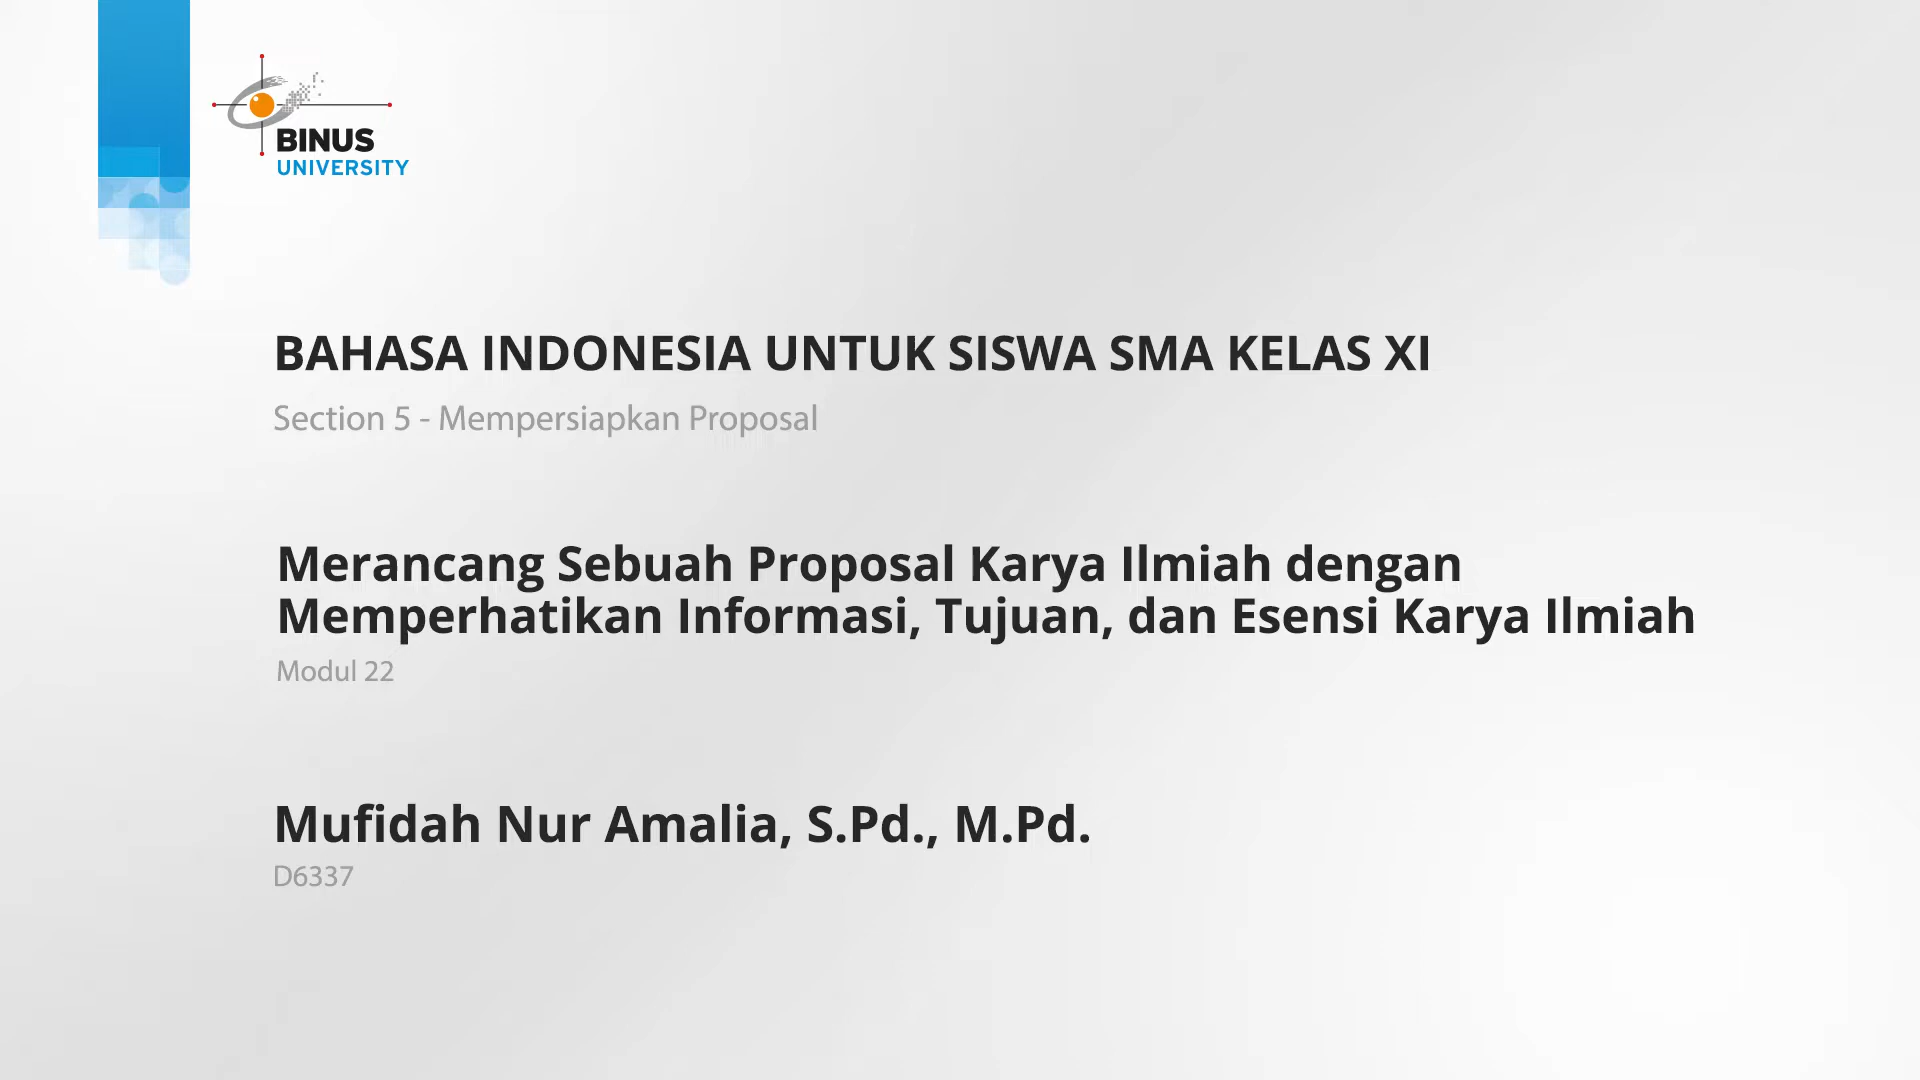 BINUS
UNIVERSITY
BAHASA INDONESIA UNTUK SISWA SMA KELAS XI
Section 5 - Mempersiapkan Proposal
Merancang Sebuah Proposal Karya Ilmiah dengan
Memperhatikan Informasi, Tujuan, dan Esensi Karya Ilmiah
Modul 22
Mufidah Nur Amalia, S.Pd., M.Pd.
D6337